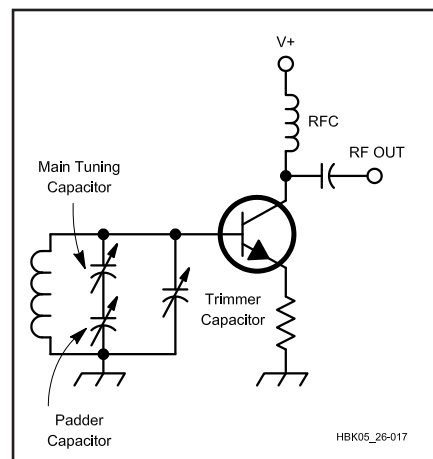 V+
RFC
RF OUT
Main Tuning
Capacitor
Trimmer
Capacitor
Padder
Capacitor
HBK05_26-017